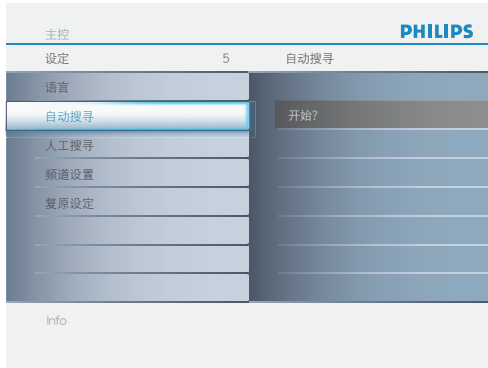 主控
PHILIPS
设定 5 自动搜寻
语言
自动搜寻 开始?
人工搜寻
频道设置
复原设定
Info